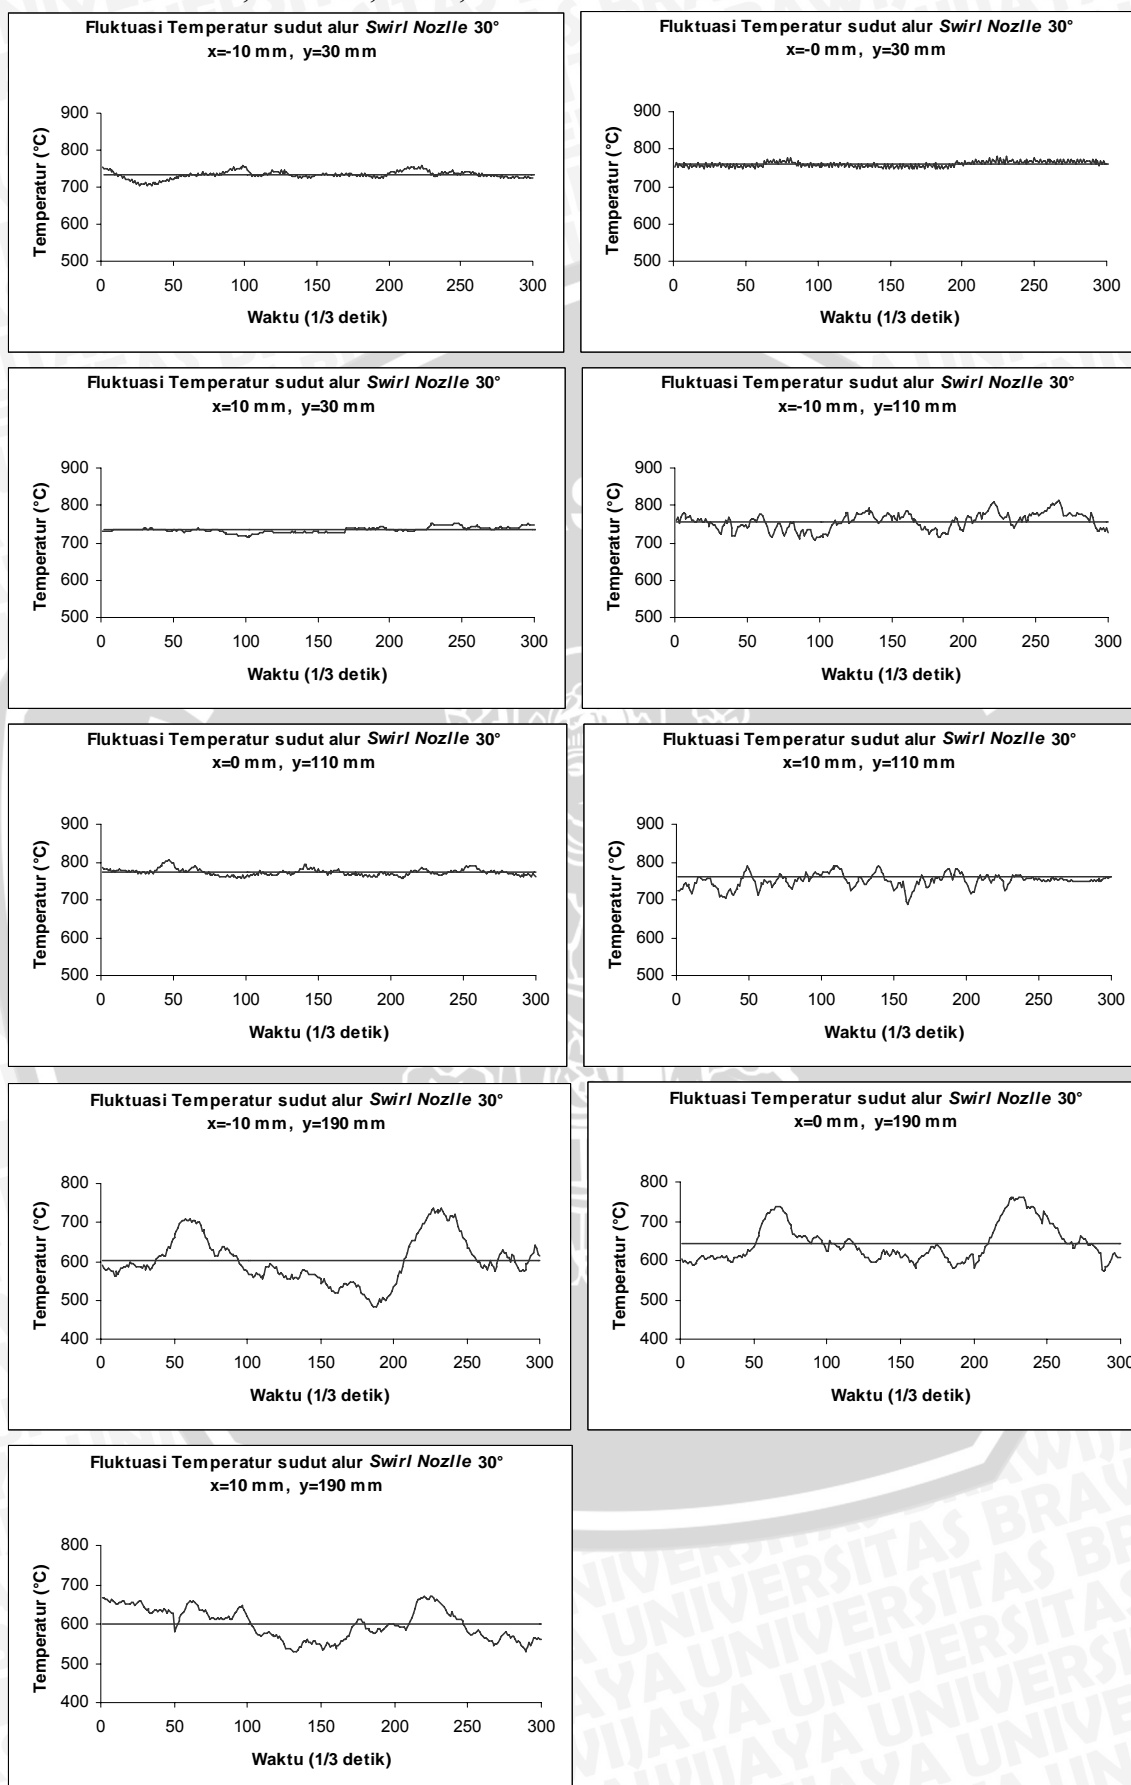 Fluktuasi Temperatur sudut alur Swirl Nozlle 30°
x=-10 mm, y=30 mm
Temperatur (°C)
900
800
700
600
500
0 50 100 150 200 250 300
Waktu (1/3 detik)
Fluktuasi Temperatur sudut alur Swirl Nozlle 30°
x=-0 mm, y=30 mm
Temperatur (°C)
900
800
700
600
500
0 50 100 150 200 250 300
Waktu (1/3 detik)
Fluktuasi Temperatur sudut alur Swirl Nozlle 30°
x=10 mm, y=30 mm
Temperatur (°C)
900
800
700
600
500
0 50 100 150 200 250 300
Waktu (1/3 detik)
Fluktuasi Temperatur sudut alur Swirl Nozlle 30°
x=-10 mm, y=110 mm
Temperatur (°C)
900
800
700
600
500
0 50 100 150 200 250 300
Waktu (1/3 detik)
Fluktuasi Temperatur sudut alur Swirl Nozlle 30°
x=0 mm, y=110 mm
Temperatur (°C)
900
800
700
600
500
0 50 100 150 200 250 300
Waktu (1/3 detik)
Fluktuasi Temperatur sudut alur Swirl Nozlle 30°
x=10 mm, y=110 mm
Temperatur (°C)
900
800
700
600
500
0 50 100 150 200 250 300
Waktu (1/3 detik)
Fluktuasi Temperatur sudut alur Swirl Nozlle 30°
x=-10 mm, y=190 mm
Temperatur (°C)
800
700
600
500
400
0 50 100 150 200 250 300
Waktu (1/3 detik)
Fluktuasi Temperatur sudut alur Swirl Nozlle 30°
x=0 mm, y=190 mm
Temperatur (°C)
800
700
600
500
400
0 50 100 150 200 250 300
Waktu (1/3 detik)
Fluktuasi Temperatur sudut alur Swirl Nozlle 30°
x=10 mm, y=190 mm
Temperatur (°C)
800
700
600
500
400
0 50 100 150 200 250 300
Waktu (1/3 detik)